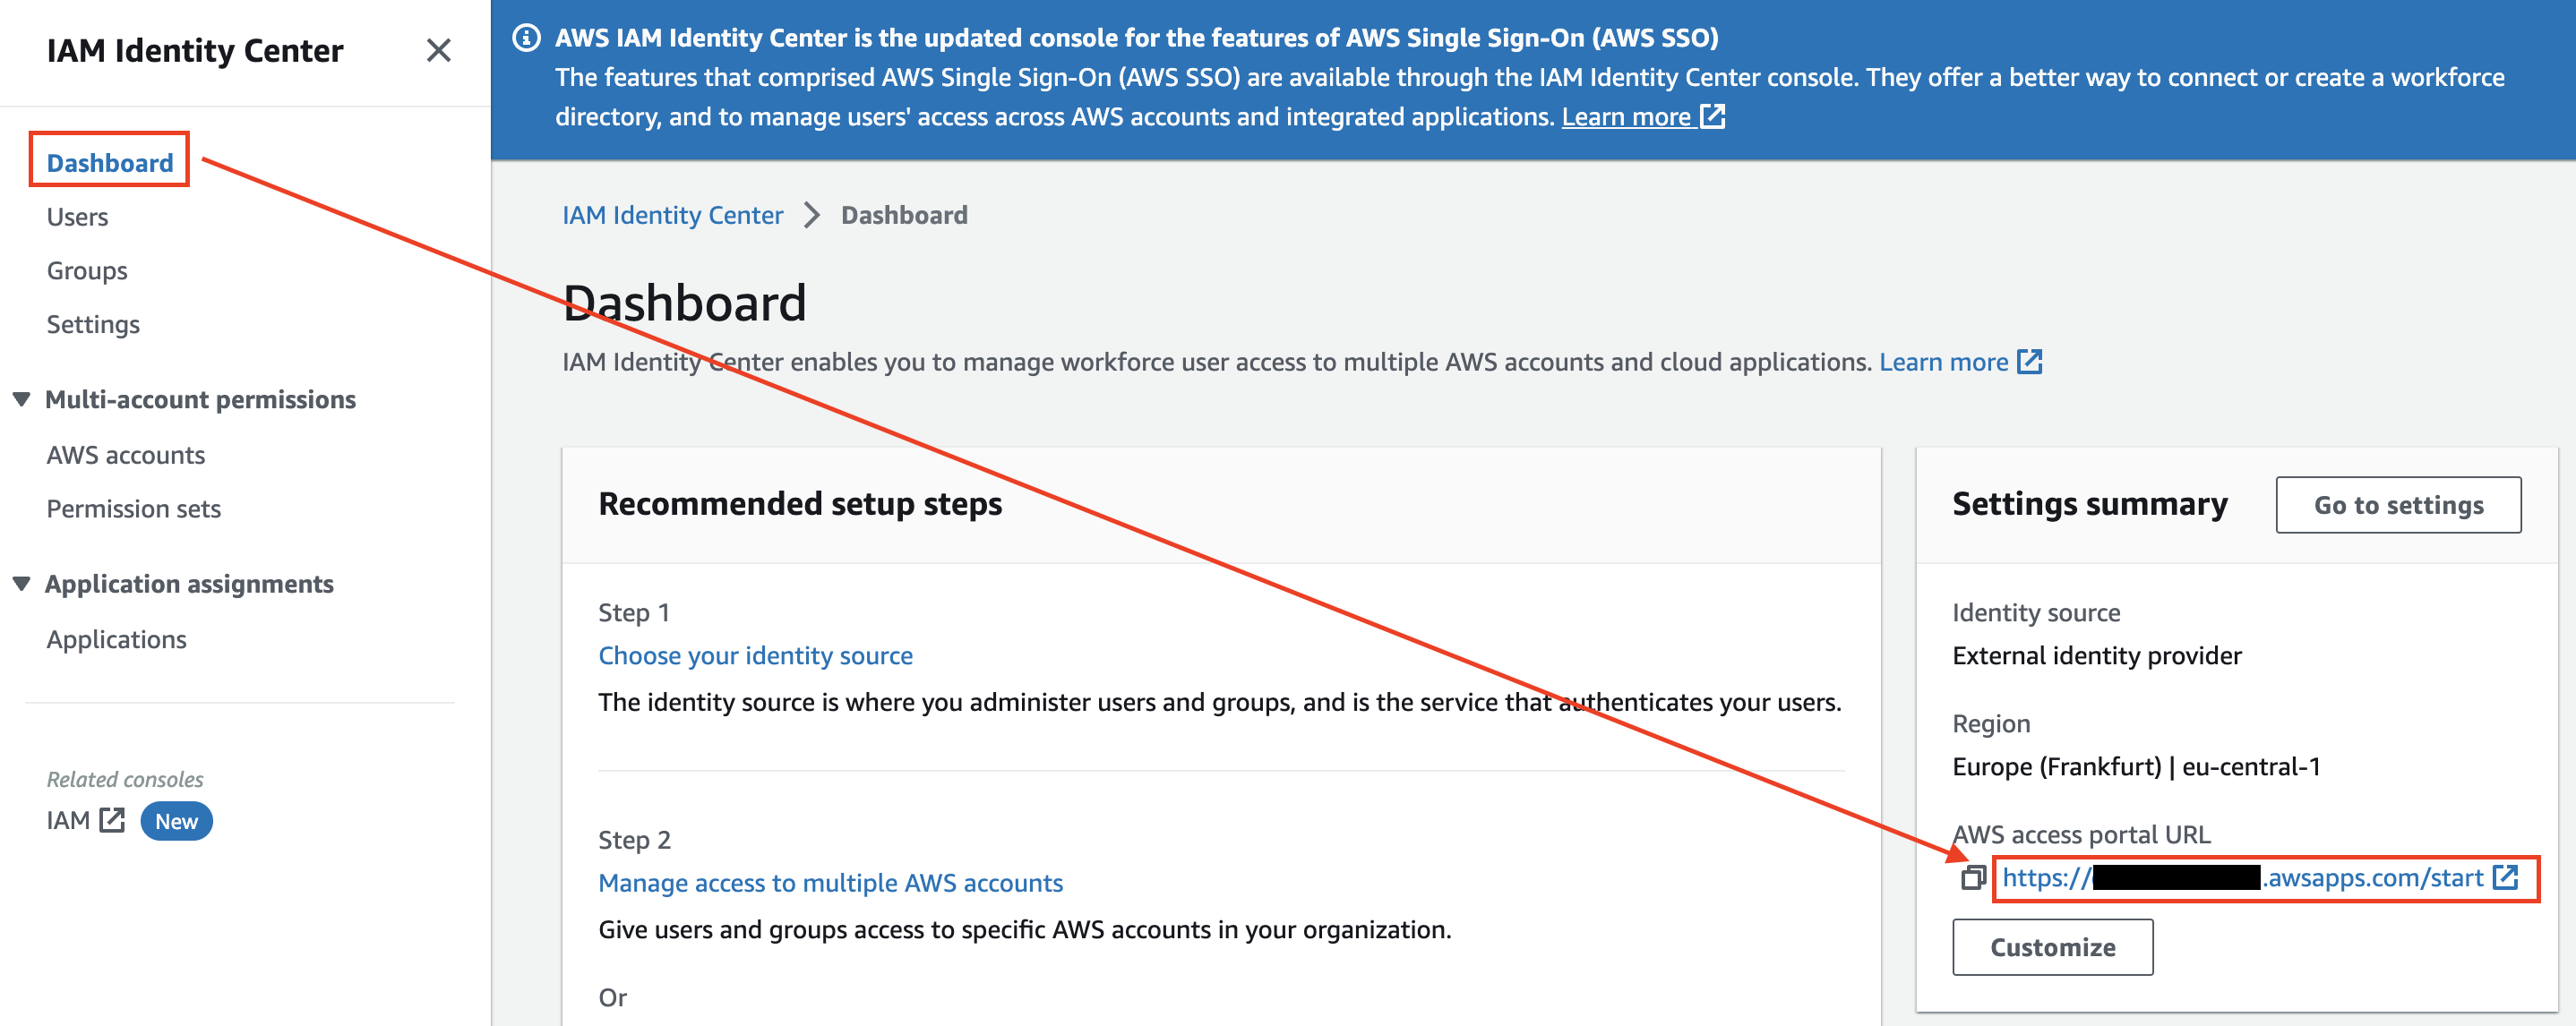 IAM Identity Center
Dashboard
Users
Groups
Settings
Multi-account permissions
AWS accounts
Permission sets
Application assignments
Applications
Related consoles
IAM New
AWS IAM Identity Center is the updated console for the features of AWS Single Sign-On (AWS SSO)
The features that comprised AWS Single Sign-On (AWS SSO) are available through the IAM Identity Center console. They offer a better way to connect or create a workforce
directory, and to manage users' access across AWS accounts and integrated applications. Learn more
IAM Identity Center > Dashboard
Dashboard
IAM Identity Center enables you to manage workforce user access to multiple AWS accounts and cloud applications. Learn more
Recommended setup steps
Step 1
Choose your identity source
The identity source is where you administer users and groups, and is the service that authenticates your users.
Step 2
Manage access to multiple AWS accounts
Give users and groups access to specific AWS accounts in your organization.
Or
Settings summary
Go to settings
Identity source
External identity provider
Region
Europe (Frankfurt) | eu-central-1
AWS access portal URL
https:// .awsapps.com/start
Customize